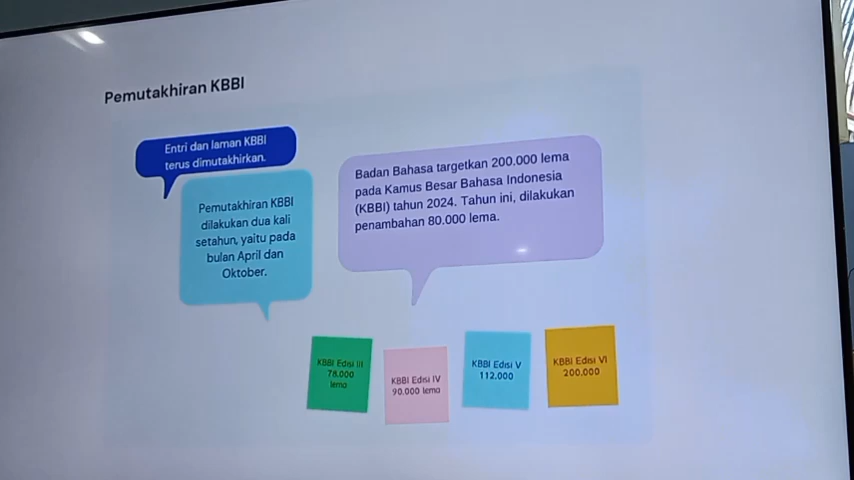 Pemutakhiran KBBI
Entri dan laman KBBI
terus dimutakhirkan.
Pemutakhiran KBBI
dilakukan dua kali
setahun, yaitu pada
bulan April dan
Oktober.
Badan Bahasa targetkan 200.000 lema
pada Kamus Besar Bahasa Indonesia
(KBBI) tahun 2024. Tahun ini, dilakukan
penambahan 80.000 lema.
KBBI Edisi III
78.000
lema
KBBI Edisi IV
90.000 lema
KBBI Edisi V
112.000
KBBI Edisi VI
200.000